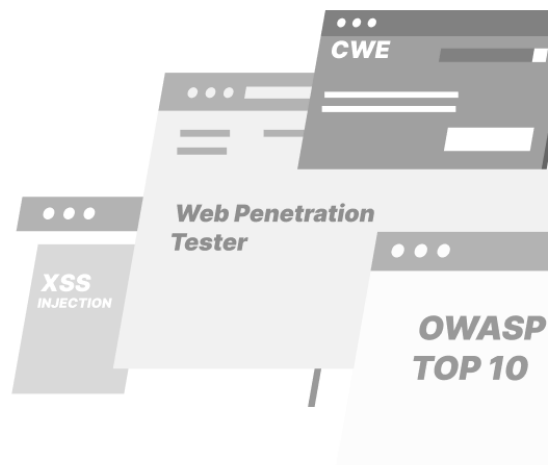 CWE
Web Penetration
Tester
XSS
INJECTION
OWASP
TOP 10